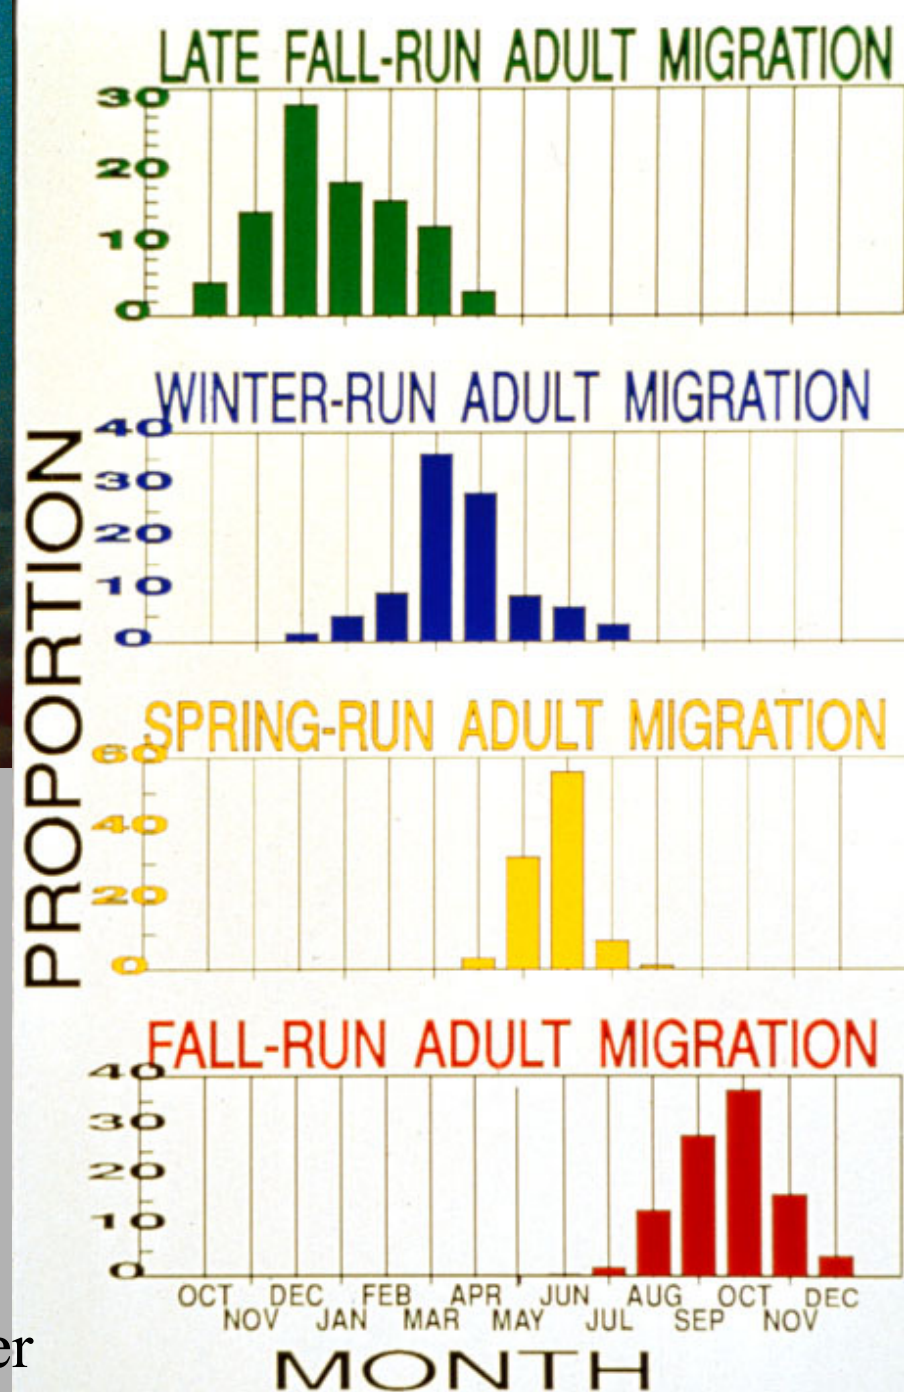 LATE FALL-RUN ADULT MIGRATION
30
20
10
0
WINTER-RUN ADULT MIGRATION
40
30
20
10
0
PROPORTION
SPRING-RUN ADULT MIGRATION
60
40
20
0
FALL-RUN ADULT MIGRATION
40
30
20
10
0
OCT DEC FEB APR JUN AUG OCT DEC
NOV JAN MAR MAY JUL SEP NOV
er
MONTH